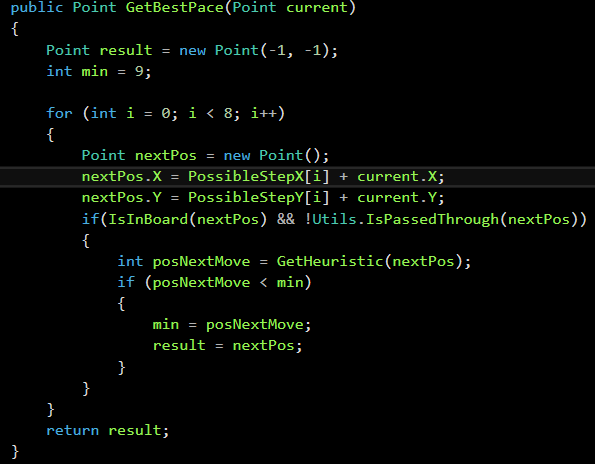 public Point GetBestPace(Point current)
{
    Point result = new Point(-1, -1);
    int min = 9;

    for (int i = 0; i < 8; i++)
    {
        Point nextPos = new Point();
        nextPos.X = PossibleStepX[i] + current.X;
        nextPos.Y = PossibleStepY[i] + current.Y;
        if(IsInBoard(nextPos) && !Utils.IsPassedThrough(nextPos))
        {
            int posNextMove = GetHeuristic(nextPos);
            if (posNextMove < min)
            {
                min = posNextMove;
                result = nextPos;
            }
        }
    }
    return result;
}